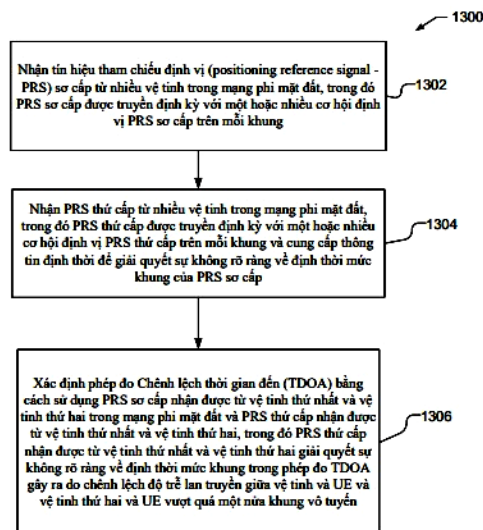 1300
Nhận tín hiệu tham chiếu định vị (positioning reference signal -
PRS) sơ cấp từ nhiều vệ tinh trong mạng phi mặt đất, trong đó
PRS sơ cấp được truyền định kỳ với một hoặc nhiều cơ hội định
vị PRS sơ cấp trên mỗi khung
1302
Nhận PRS thứ cấp từ nhiều vệ tinh trong mạng phi mặt đất,
trong đó PRS thứ cấp được truyền định kỳ với một hoặc nhiều
cơ hội định vị PRS thứ cấp trên mỗi khung và cung cấp thông
tin định thời để giải quyết sự không rõ ràng về định thời mức
khung của PRS sơ cấp
1304
Xác định phép đo Chênh lệch thời gian đến (TDOA) bằng
cách sử dụng PRS sơ cấp nhận được từ vệ tinh thứ nhất và vệ
tinh thứ hai trong mạng phi mặt đất và PRS thứ cấp nhận được
từ vệ tinh thứ nhất và vệ tinh thứ hai, trong đó PRS thứ cấp
nhận được từ vệ tinh thứ nhất và vệ tinh thứ hai giải quyết sự
không rõ ràng về định thời mức khung trong phép đo TDOA
gây ra do chênh lệch độ trễ lan truyền giữa vệ tinh và UE và
vệ tinh thứ hai và UE vượt quá một nửa khung vô tuyến
1306